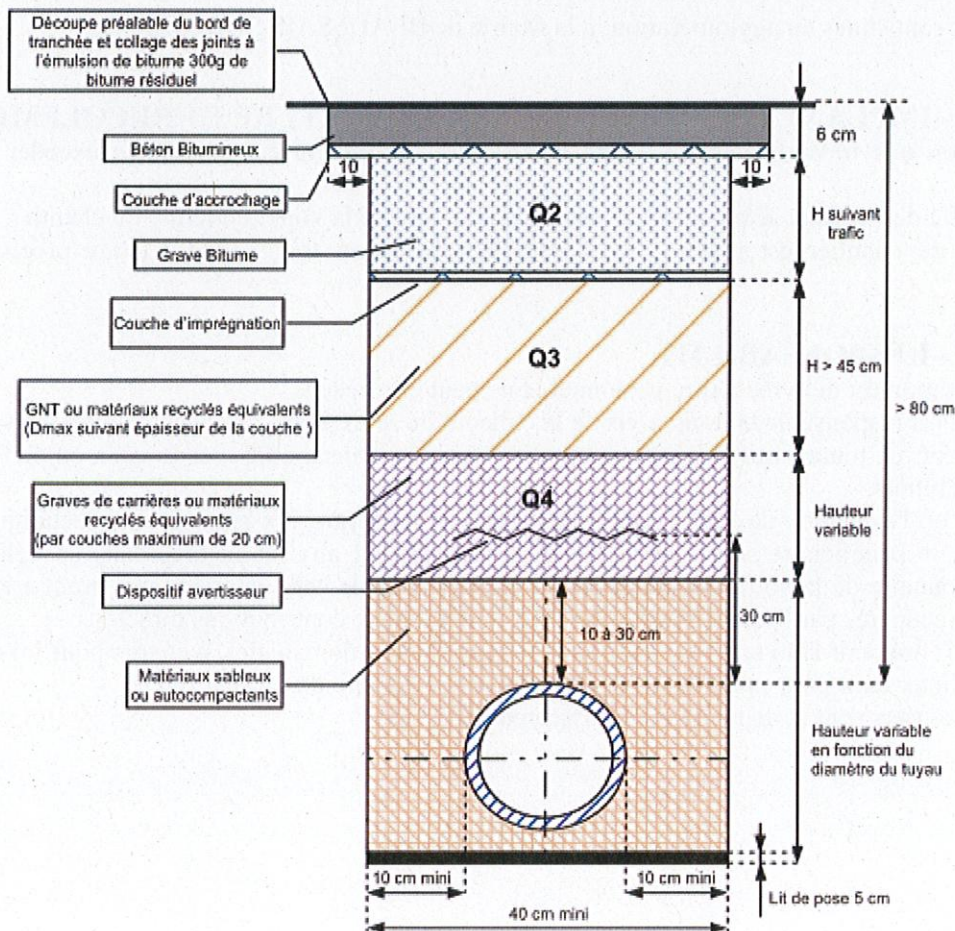 Découpe préalable du bord de
tranchée et collage des joints à
l'émulsion de bitume 300g de
bitume résiduel
6 cm
Béton Bitumineux
10
10
Couche d'accrochage
Q2
H suivant
trafic
Grave Bitume
Couche d'imprégnation
Q3
H > 45 cm
> 80 cm
GNT ou matériaux recyclés équivalents
(Dmax suivant épaisseur de la couche )
Graves de carrières ou matériaux
recyclés équivalents
(par couches maximum de 20 cm)
Q4
Hauteur
variable
Dispositif avertisseur
10 à 30 cm
30 cm
Matériaux sableux
ou autocompactants
Hauteur variable
en fonction du
diamètre du tuyau
10 cm mini
10 cm mini
Lit de pose 5 cm
40 cm mini